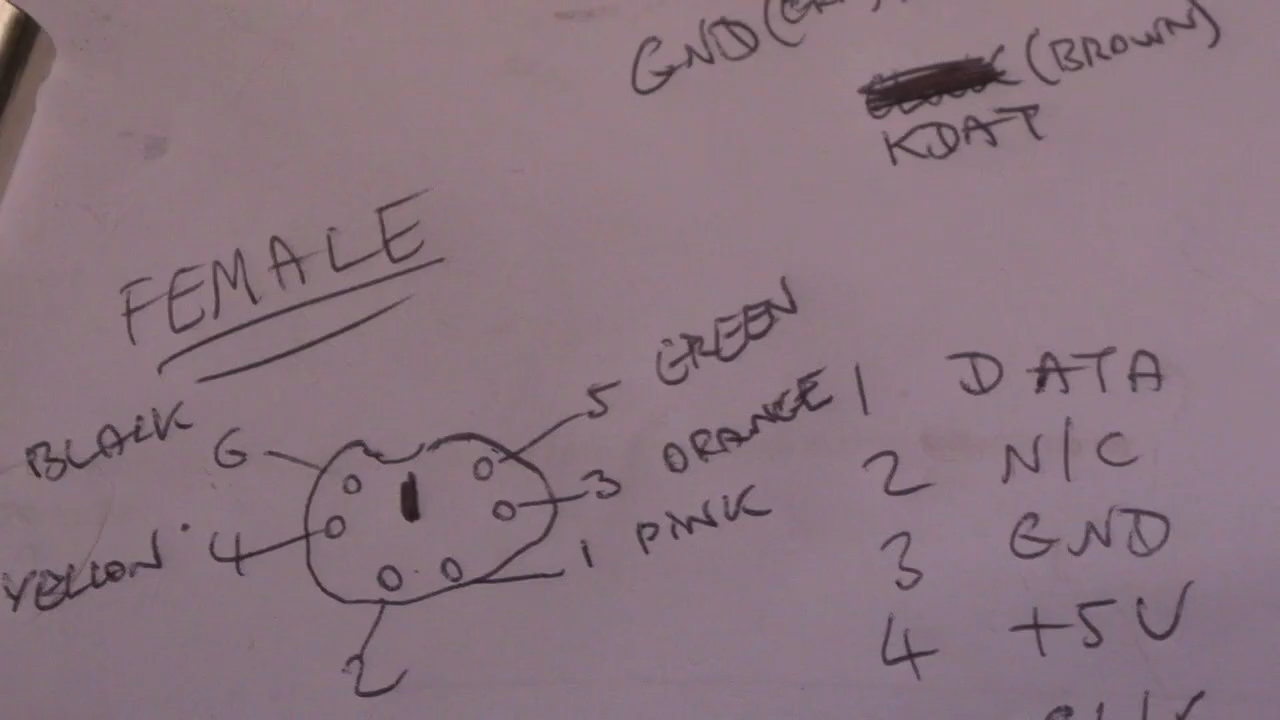 GND
(BROWN)
KDAT
FEMALE
5 GREEN
BLACK 6
3 ORANGE
YELLOW 4
1 PINK
2
1 DATA
2 N/C
3 GND
4 +5V